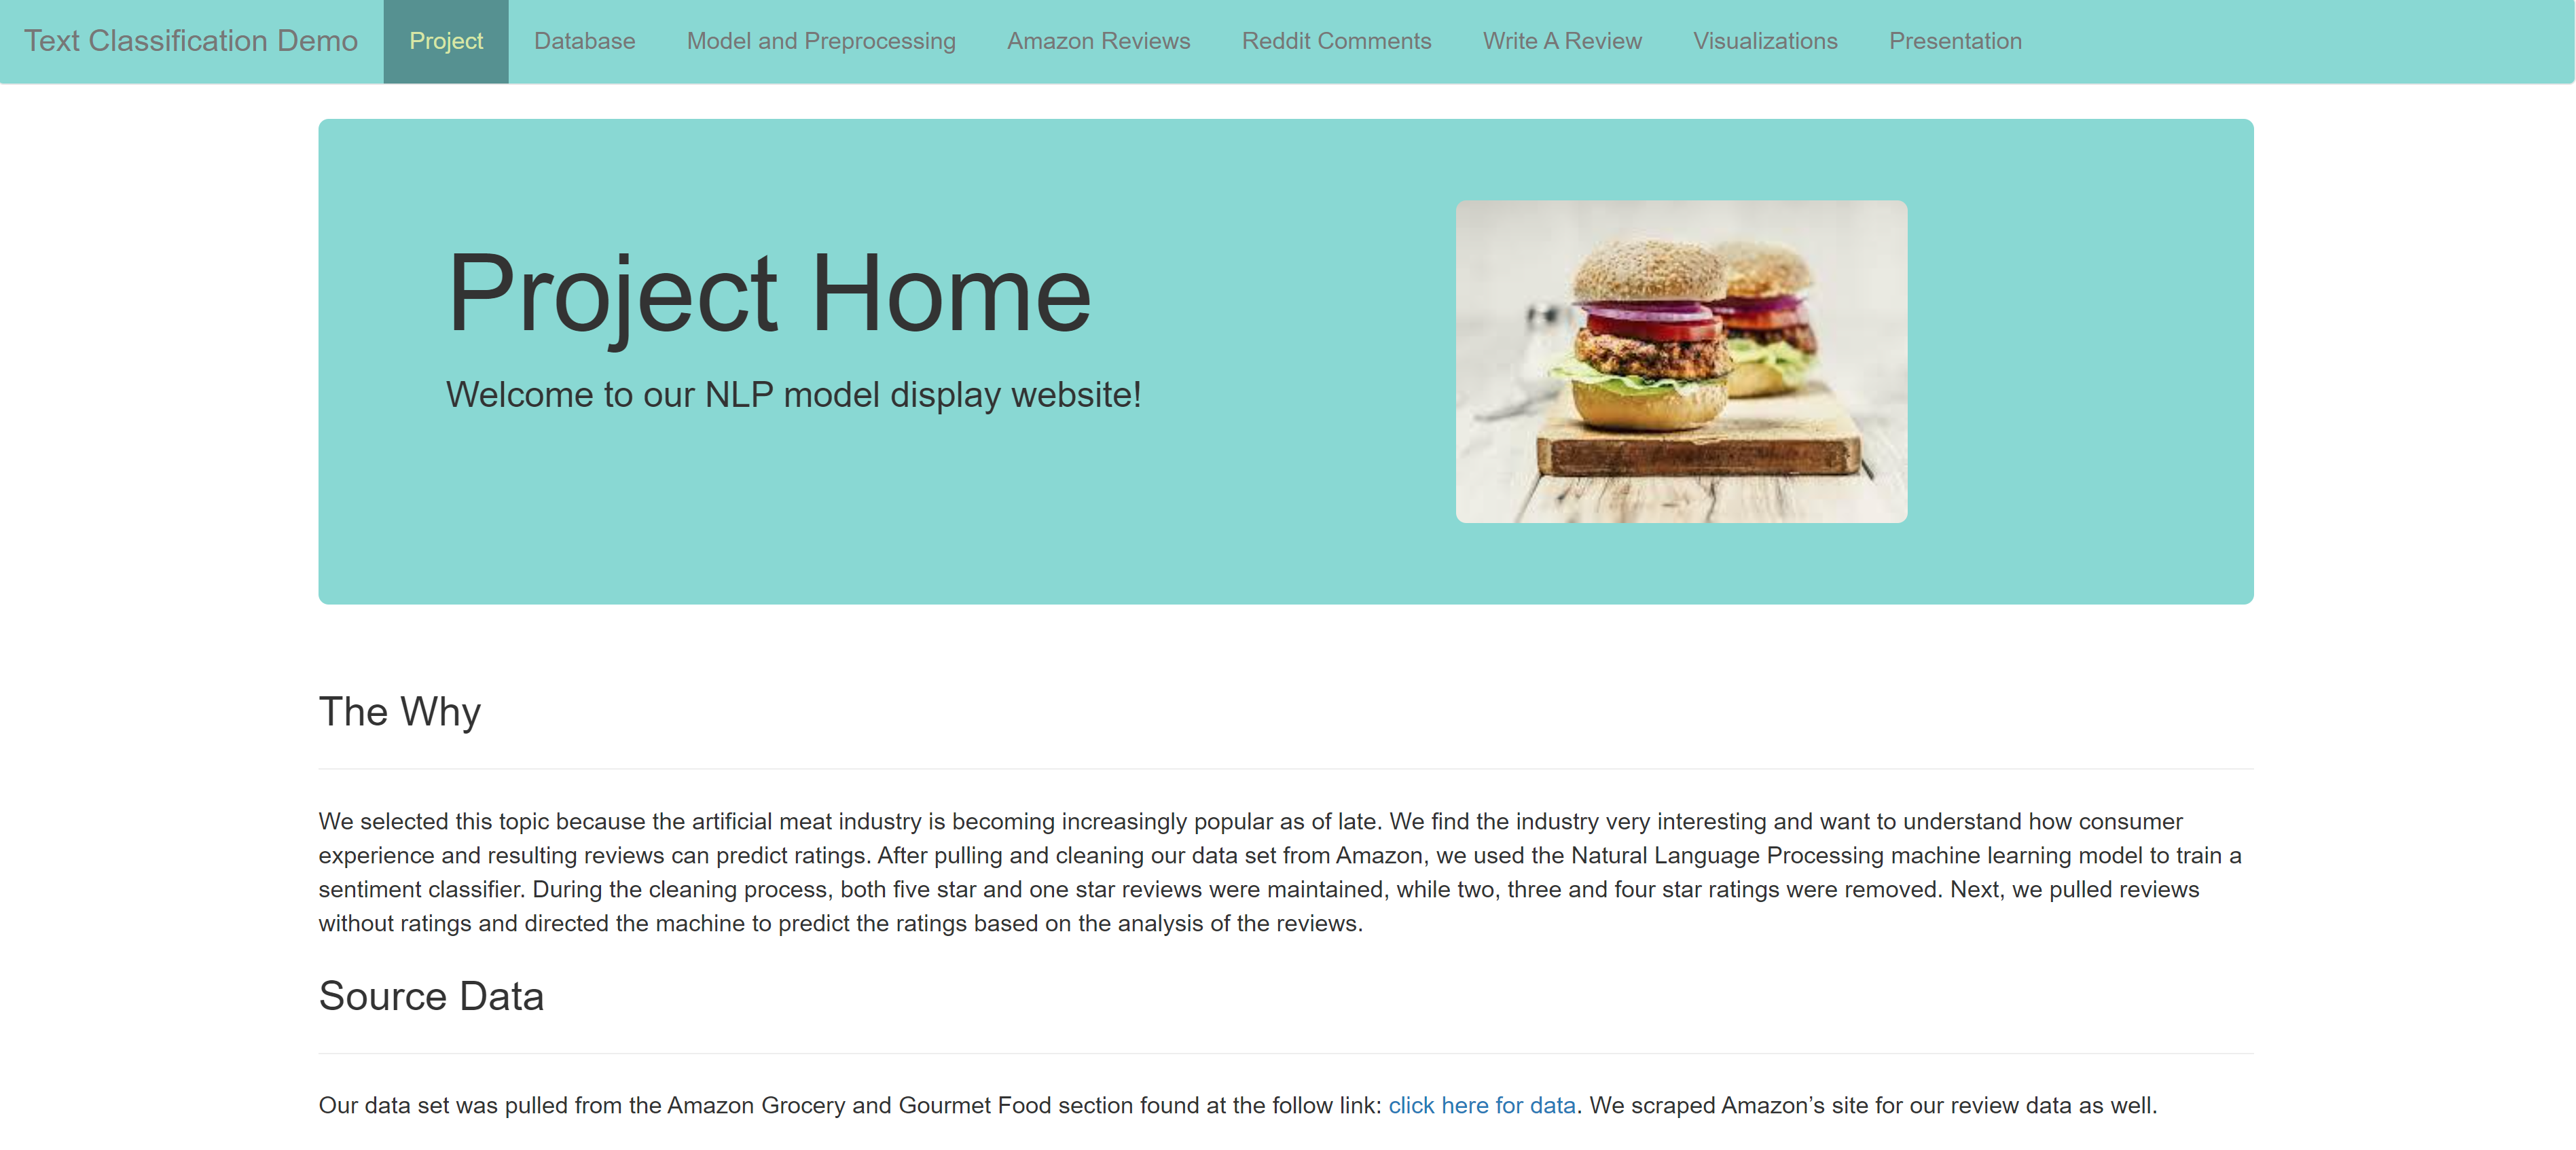 Text Classification Demo Project Database Model and Preprocessing Amazon Reviews Reddit Comments Write A Review Visualizations Presentation
Project Home
Welcome to our NLP model display website!
The Why
We selected this topic because the artificial meat industry is becoming increasingly popular as of late. We find the industry very interesting and want to understand how consumer
experience and resulting reviews can predict ratings. After pulling and cleaning our data set from Amazon, we used the Natural Language Processing machine learning model to train a
sentiment classifier. During the cleaning process, both five star and one star reviews were maintained, while two, three and four star ratings were removed. Next, we pulled reviews
without ratings and directed the machine to predict the ratings based on the analysis of the reviews.
Source Data
Our data set was pulled from the Amazon Grocery and Gourmet Food section found at the follow link: click here for data. We scraped Amazon’s site for our review data as well.